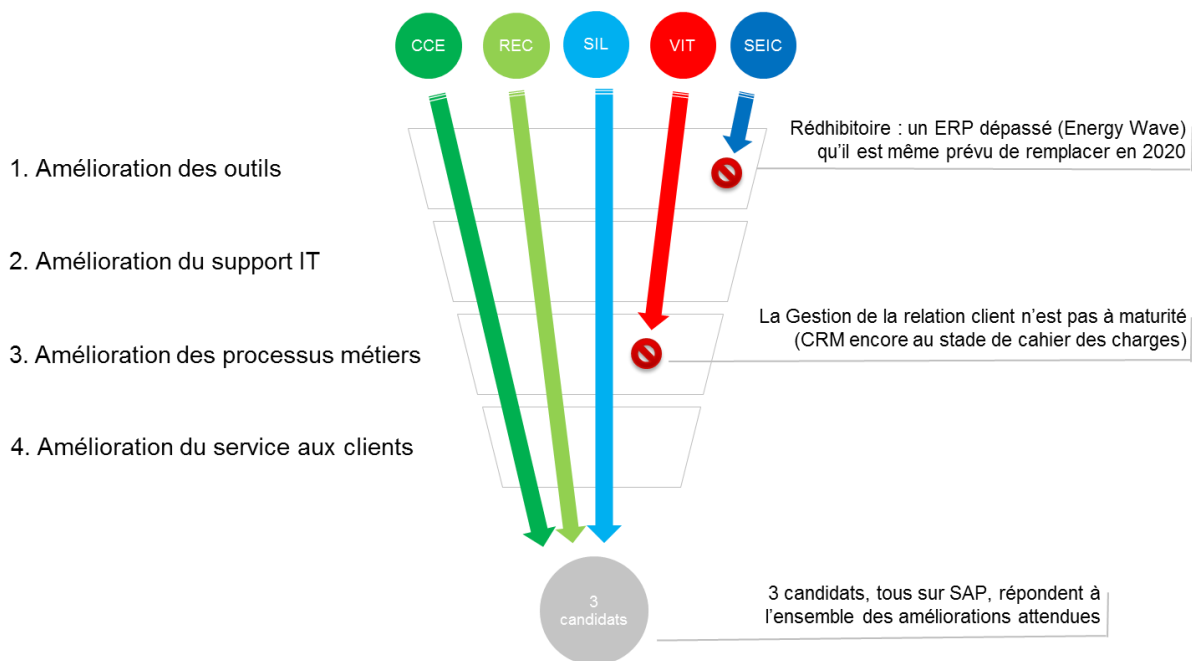 CCE
REC
SIL
VIT
SEIC
Rédhibitoire : un ERP dépassé (Energy Wave)
qu'il est même prévu de remplacer en 2020
1. Amélioration des outils
2. Amélioration du support IT
La Gestion de la relation client n'est pas à maturité
(CRM encore au stade de cahier des charges)
3. Amélioration des processus métiers
4. Amélioration du service aux clients
3
candidats
3 candidats, tous sur SAP, répondent à
l'ensemble des améliorations attendues